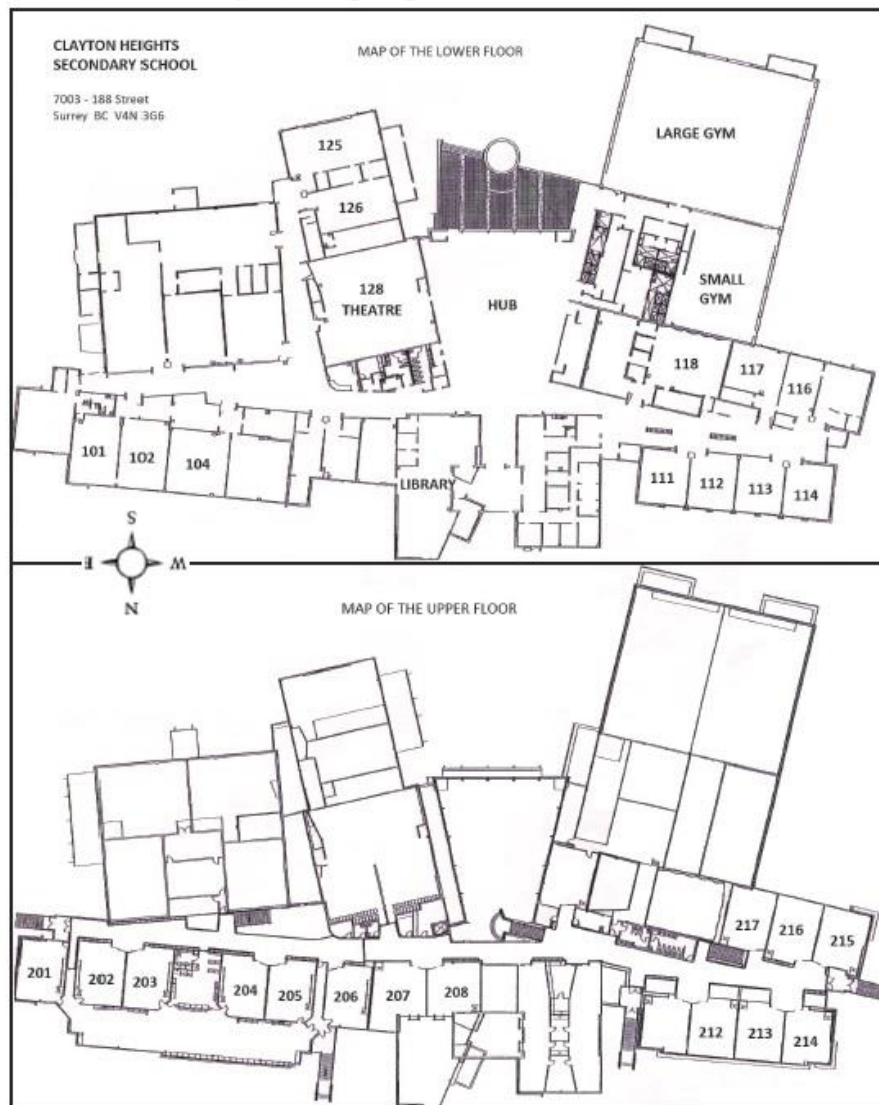 CLAYTON HEIGHTS
SECONDARY SCHOOL
MAP OF THE LOWER FLOOR
7003 - 188 Street
Surrey BC V4N 3G6
LARGE GYM
125
126
128
THEATRE
HUB
SMALL
GYM
118
117
116
101
102
104
LIBRARY
111
112
113
114
S
E
W
N
MAP OF THE UPPER FLOOR
217
216
215
201
202
203
204
205
206
207
208
212
213
214